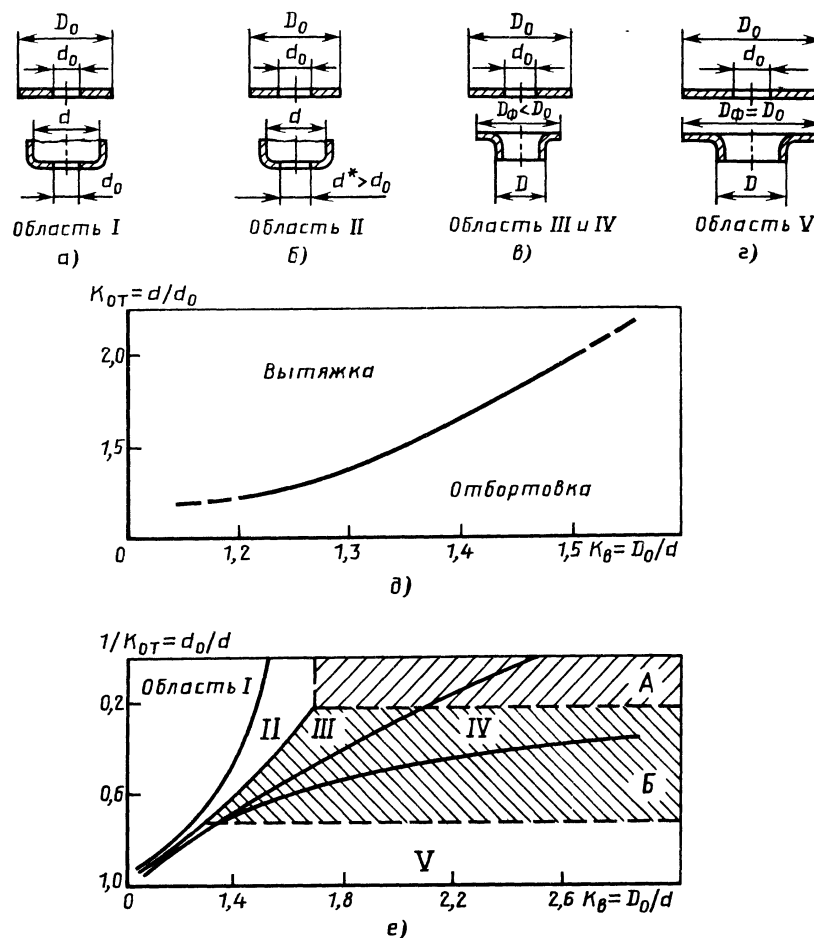 D₀ D₀ D₀ D₀
d₀ d₀ d₀ d₀
d d Dф<D₀ Dф=D₀
d₀ d*>d₀ D D
Область I Область II Область III и IV Область V
а) б) в) г)
Kот=d/d₀
2,0
Вытяжка
1,5
Отбортовка
0 1,2 1,3 1,4 1,5 Kв=D₀/d
д)
1/Kот=d₀/d
Область I
А
0,2
II III IV
0,6
Б
V
1,0
0 1,4 1,8 2,2 2,6 Kв=D₀/d
е)